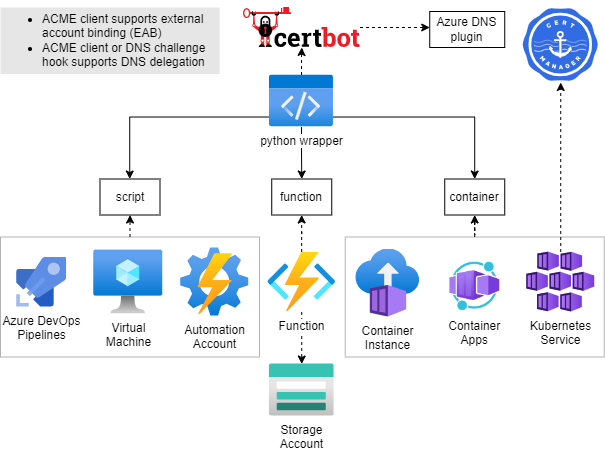 • ACME client supports external
account binding (EAB)
• ACME client or DNS challenge
hook supports DNS delegation
certbot
Azure DNS
plugin
CERT
MANAGER
python wrapper
script
function
container
Azure DevOps
Pipelines
Virtual
Machine
Automation
Account
Function
Container
Instance
Container
Apps
Kubernetes
Service
Storage
Account